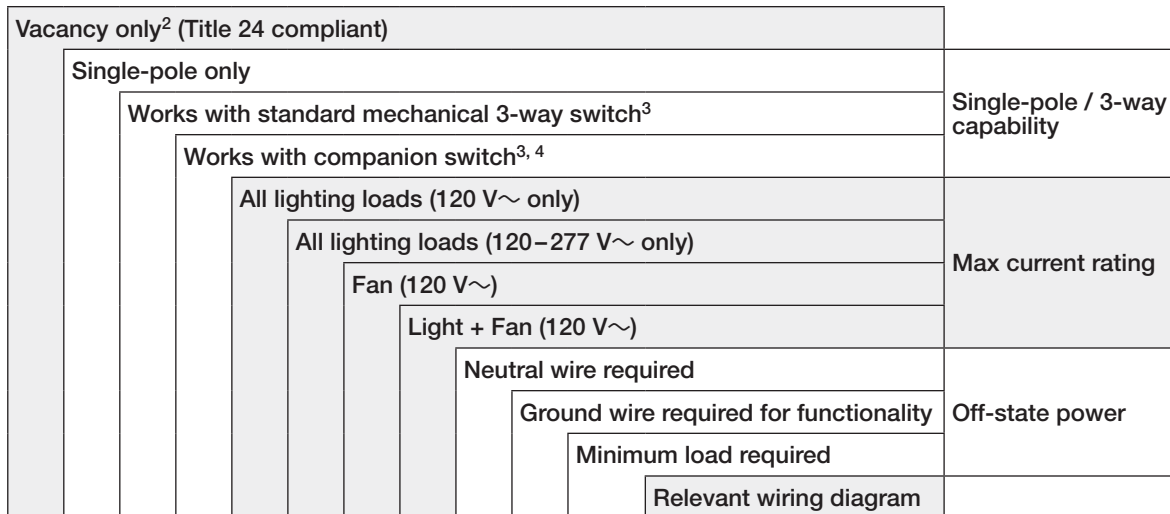 Vacancy only² (Title 24 compliant)
Single-pole only
Works with standard mechanical 3-way switch³
Works with companion switch³, ⁴
Single-pole / 3-way
capability
All lighting loads (120 V~ only)
All lighting loads (120–277 V~ only)
Fan (120 V~)
Light + Fan (120 V~)
Max current rating
Neutral wire required
Ground wire required for functionality
Minimum load required
Off-state power
Relevant wiring diagram